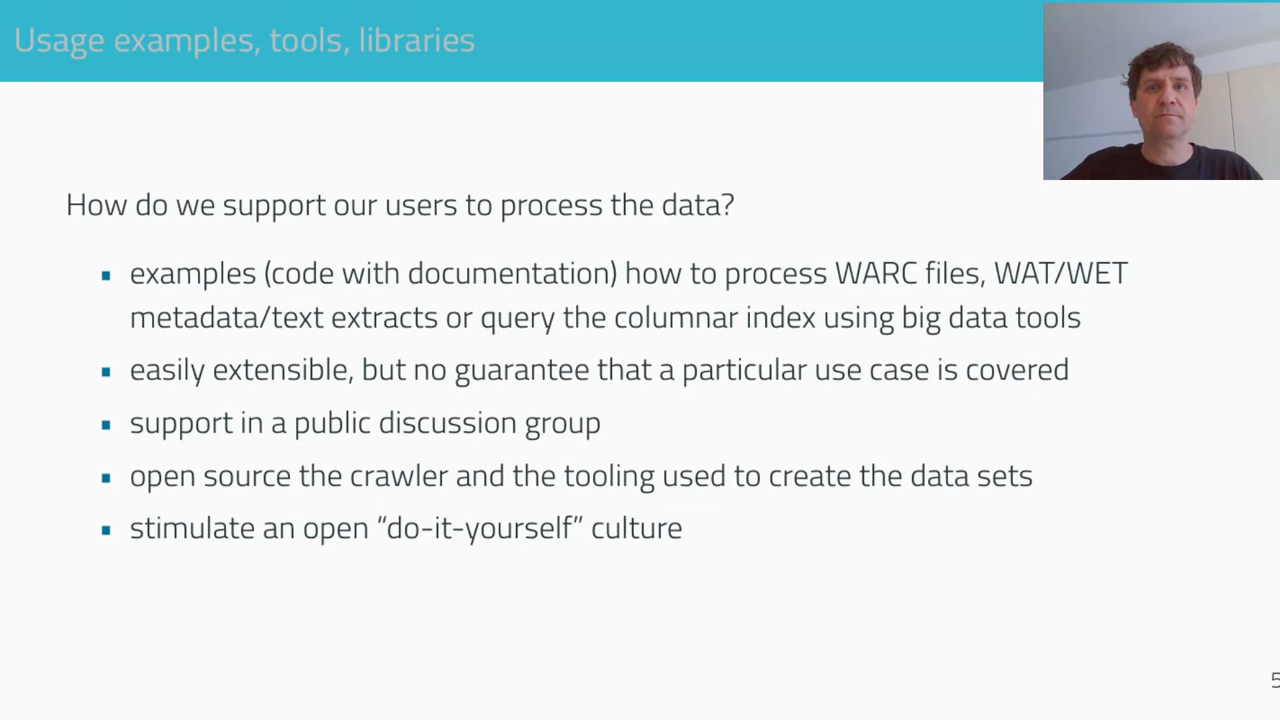 Usage examples, tools, libraries
How do we support our users to process the data?
▪ examples (code with documentation) how to process WARC files, WAT/WET
metadata/text extracts or query the columnar index using big data tools
▪ easily extensible, but no guarantee that a particular use case is covered
▪ support in a public discussion group
▪ open source the crawler and the tooling used to create the data sets
▪ stimulate an open “do-it-yourself” culture
5